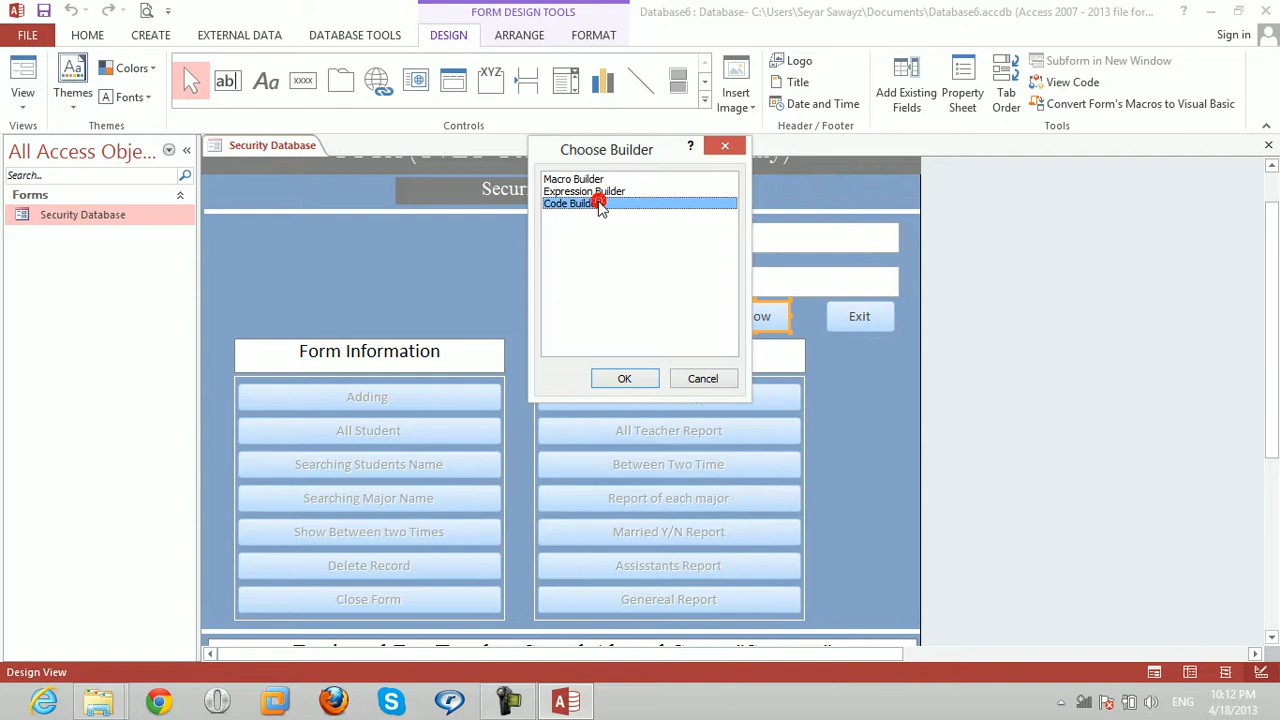 FORM DESIGN TOOLS
Database6 : Database- C:\Users\Seyar Sawayz\Documents\Database6.accdb (Access 2007 - 2013 file for...
FILE HOME CREATE EXTERNAL DATA DATABASE TOOLS DESIGN ARRANGE FORMAT Sign in
View
Views
Themes
Colors
Fonts
Themes
ab|
Aa
xxxx
XYZ
Controls
Insert Image
Logo
Title
Date and Time
Header / Footer
Add Existing Fields
Property Sheet
Tab Order
Subform in New Window
View Code
Convert Form's Macros to Visual Basic
Tools
All Access Obje...
Search...
Forms
Security Database
Security Database
Choose Builder
Macro Builder
Expression Builder
Code Builder
OK Cancel
Exit
Form Information
Adding
All Student
Searching Students Name
Searching Major Name
Show Between two Times
Delete Record
Close Form
All Teacher Report
Between Two Time
Report of each major
Married Y/N Report
Assisstants Report
Genereal Report
Design View
ENG
10:12 PM
4/18/2013